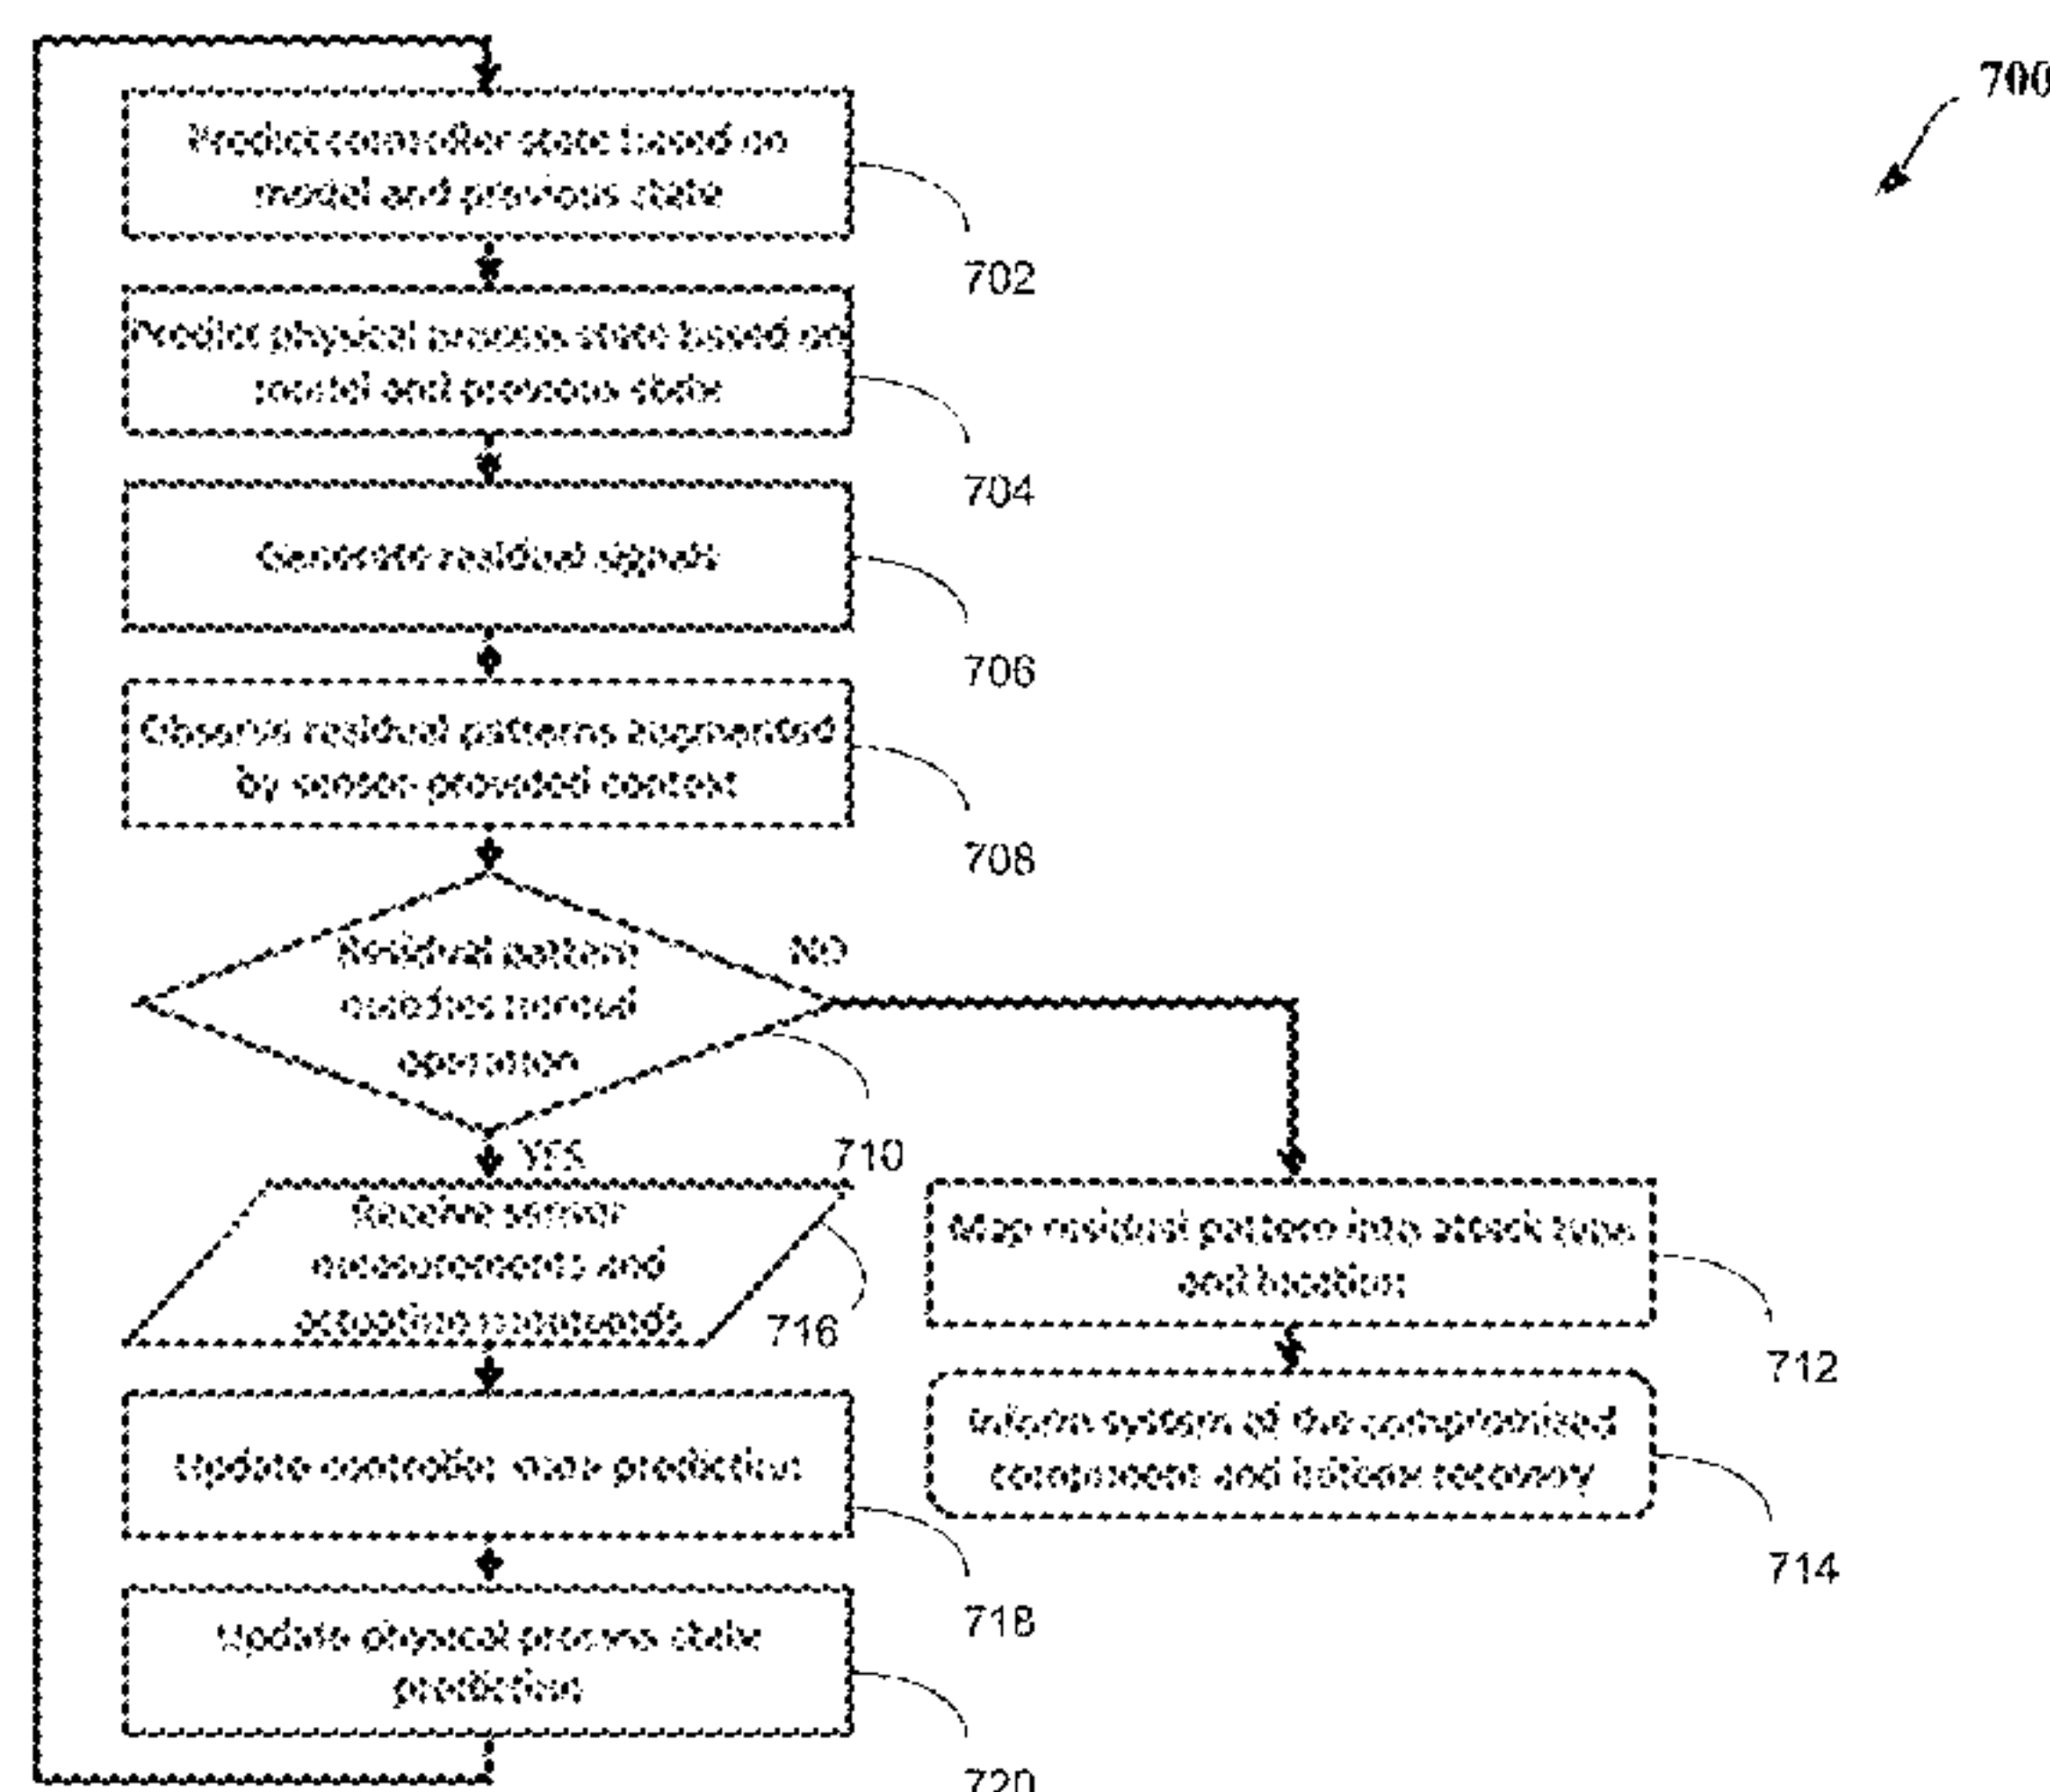 700
Predict controller state based on
model and previous state
702
Predict physical process state based on
model and previous state
704
Generate residual signals
706
Observe residual patterns augmented
by sensor-provided context
708
Residual pattern
matches normal
operation
NO
710
YES
Receive sensor
measurements and
actuation commands
716
Map residual pattern into attack type
and location
712
Inform system of the compromised
component and initiate recovery
714
Update controller state prediction
718
Update physical process state
prediction
720